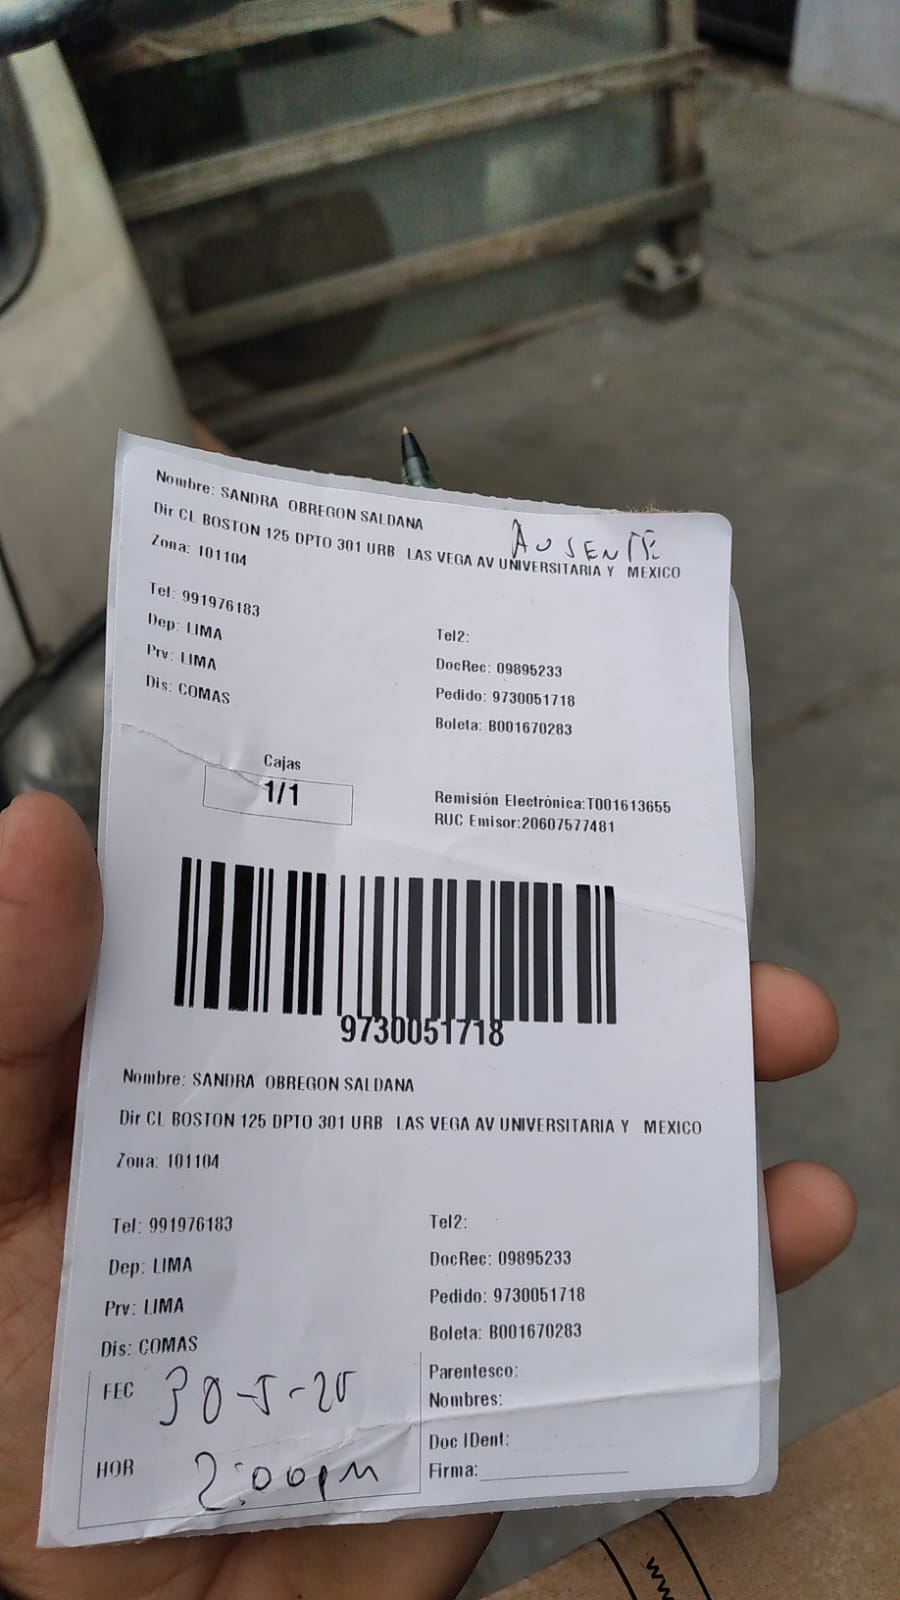 Nombre: SANDRA OBREGON SALDANA
AUSENTE
Dir CL BOSTON 125 DPTO 301 URB LAS VEGA AV UNIVERSITARIA Y MEXICO
Zona: 101104
Tel: 991976183
Tel2:
Dep: LIMA
DocRec: 09895233
Prv: LIMA
Pedido: 9730051718
Dis: COMAS
Boleta: B001670283
Cajas
1/1
Remisión Electrónica:T001613655
RUC Emisor:20607577481
9730051718
Nombre: SANDRA OBREGON SALDANA
Dir CL BOSTON 125 DPTO 301 URB LAS VEGA AV UNIVERSITARIA Y MEXICO
Zona: 101104
Tel: 991976183
Tel2:
Dep: LIMA
DocRec: 09895233
Prv: LIMA
Pedido: 9730051718
Dis: COMAS
Boleta: B001670283
FEC 30-5-25
Parentesco:
Nombres:
HOR 2:00pm
Doc IDent:
Firma:
ww